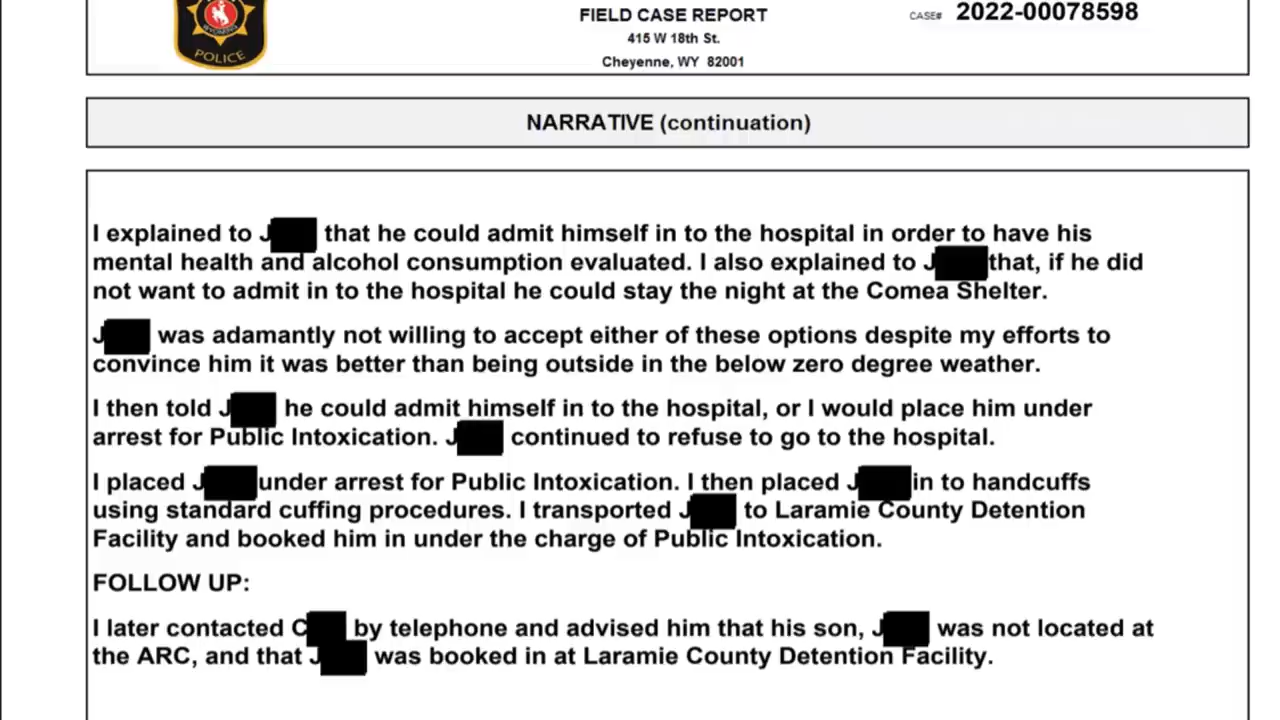 FIELD CASE REPORT
415 W 18th St.
Cheyenne, WY 82001
CASE# 2022-00078598
WYOMING
POLICE
NARRATIVE (continuation)
I explained to J that he could admit himself in to the hospital in order to have his
mental health and alcohol consumption evaluated. I also explained to J that, if he did
not want to admit in to the hospital he could stay the night at the Comea Shelter.
J was adamantly not willing to accept either of these options despite my efforts to
convince him it was better than being outside in the below zero degree weather.
I then told J he could admit himself in to the hospital, or I would place him under
arrest for Public Intoxication. J continued to refuse to go to the hospital.
I placed J under arrest for Public Intoxication. I then placed J in to handcuffs
using standard cuffing procedures. I transported J to Laramie County Detention
Facility and booked him in under the charge of Public Intoxication.
FOLLOW UP:
I later contacted C by telephone and advised him that his son, J was not located at
the ARC, and that J was booked in at Laramie County Detention Facility.